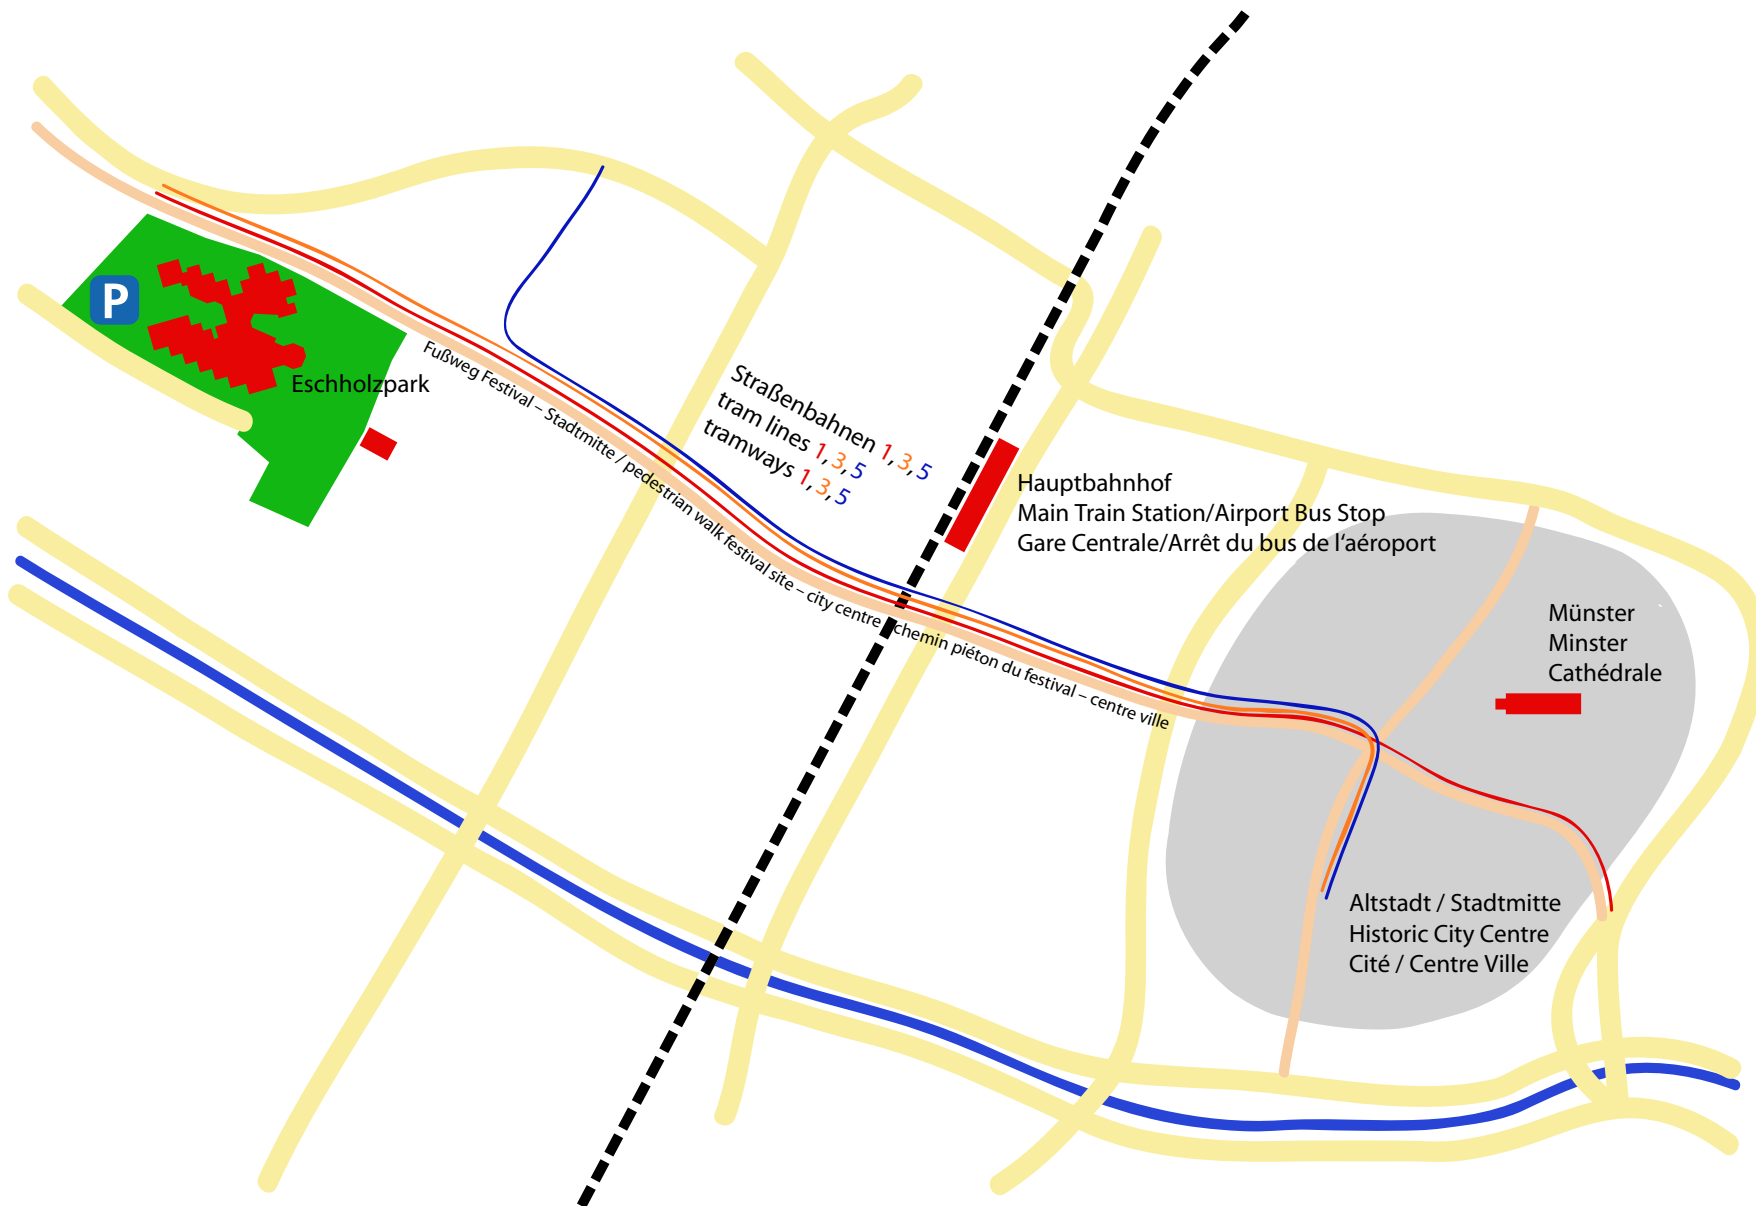 P
Eschholzpark
Fußweg Festival – Stadtmitte / pedestrian walk festival site – city centre / chemin piéton du festival – centre ville
Straßenbahnen 1, 3, 5
tram lines 1, 3, 5
tramways 1, 3, 5
Hauptbahnhof
Main Train Station/Airport Bus Stop
Gare Centrale/Arrêt du bus de l‘aéroport
Münster
Minster
Cathédrale
Altstadt / Stadtmitte
Historic City Centre
Cité / Centre Ville